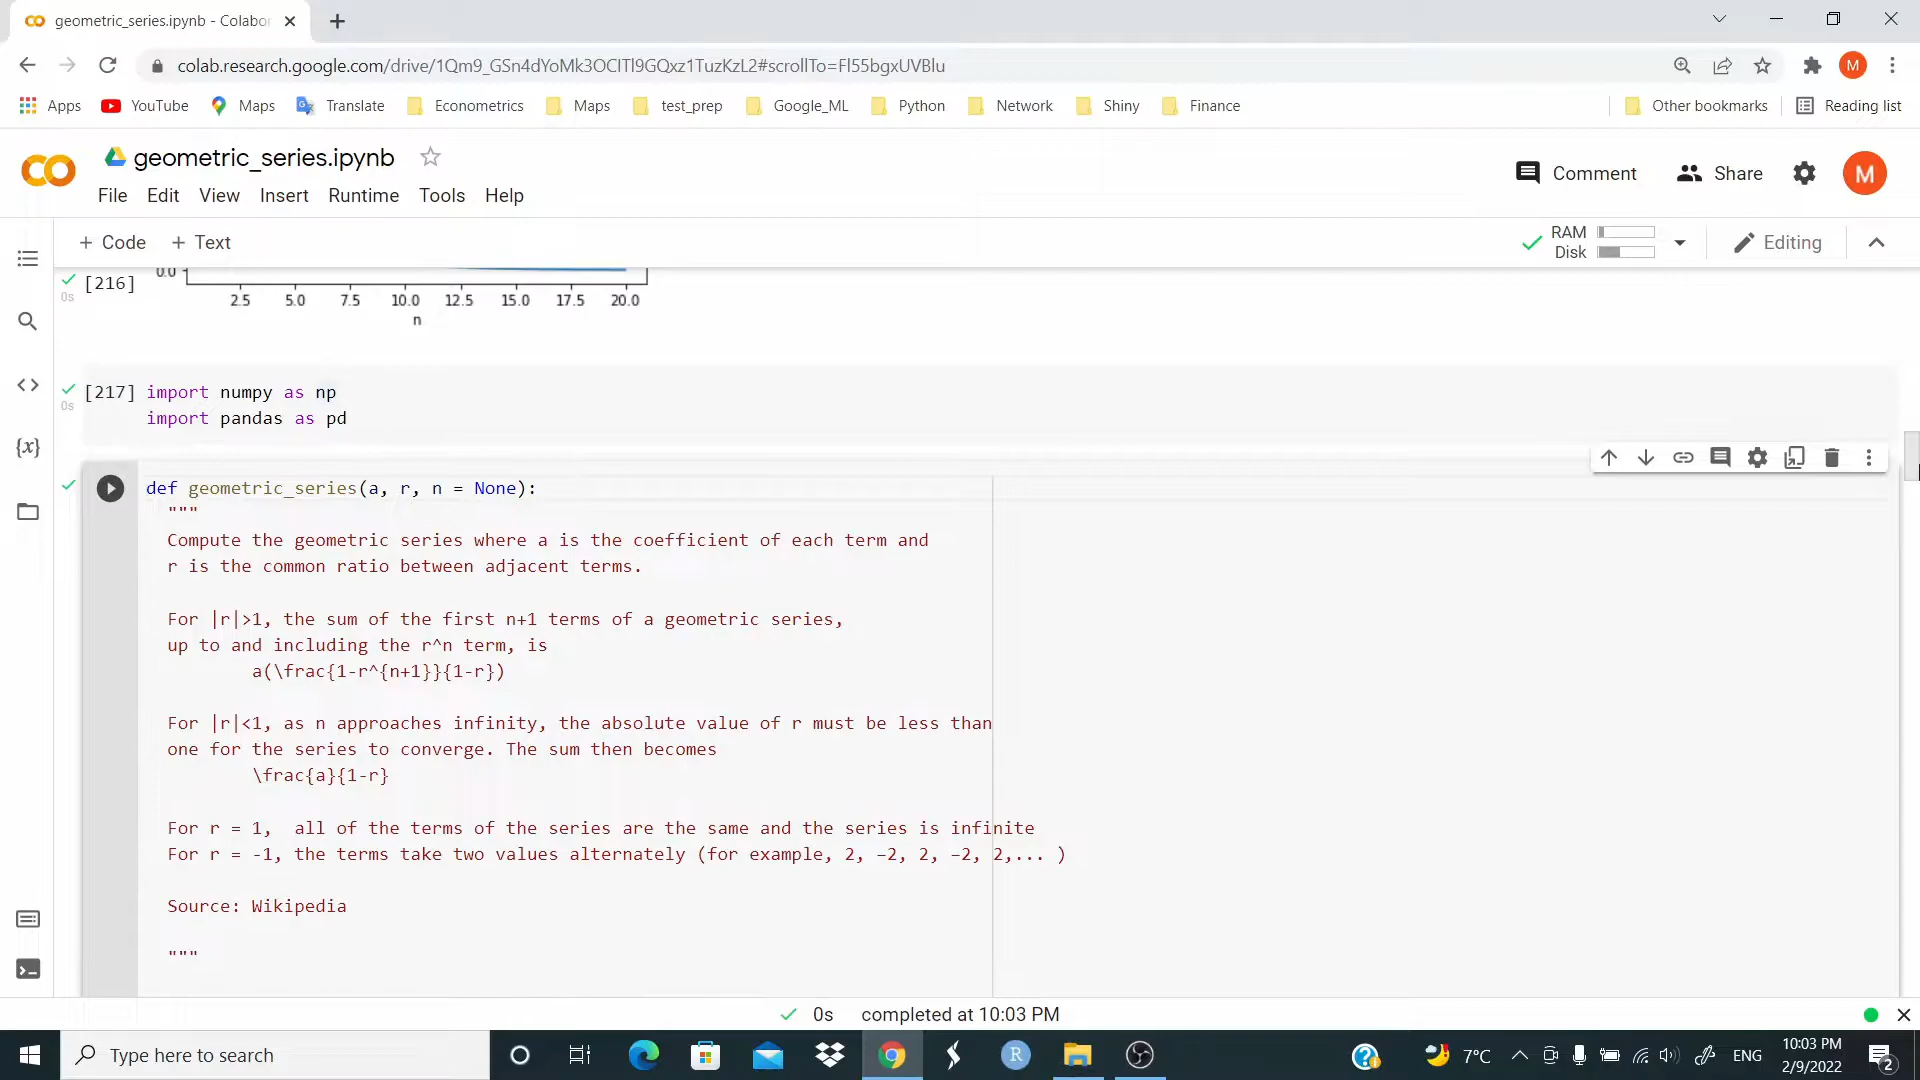 geometric_series.ipynb - Colabo
colab.research.google.com/drive/1Qm9_GSn4dYoMk3OCITl9GQxz1TuzKzL2#scrollTo=Fl55bgxUVBlu
M
Apps YouTube Maps Translate Econometrics Maps test_prep Google_ML Python Network Shiny Finance Other bookmarks Reading list
geometric_series.ipynb
File Edit View Insert Runtime Tools Help
Comment Share M
+ Code + Text
RAM
Disk
Editing
0.0
[216]
0s
2.5 5.0 7.5 10.0 12.5 15.0 17.5 20.0
n
{x}
[217] import numpy as np
0s
import pandas as pd
def geometric_series(a, r, n = None):
"""
Compute the geometric series where a is the coefficient of each term and
r is the common ratio between adjacent terms.
For |r|>1, the sum of the first n+1 terms of a geometric series,
up to and including the r^n term, is
a(\frac{1-r^{n+1}}{1-r})
For |r|<1, as n approaches infinity, the absolute value of r must be less than
one for the series to converge. The sum then becomes
\frac{a}{1-r}
For r = 1,  all of the terms of the series are the same and the series is infinite
For r = -1, the terms take two values alternately (for example, 2, −2, 2, −2, 2,... )
Source: Wikipedia
"""
0s completed at 10:03 PM
Type here to search
R
7°C
ENG
10:03 PM
2/9/2022
2